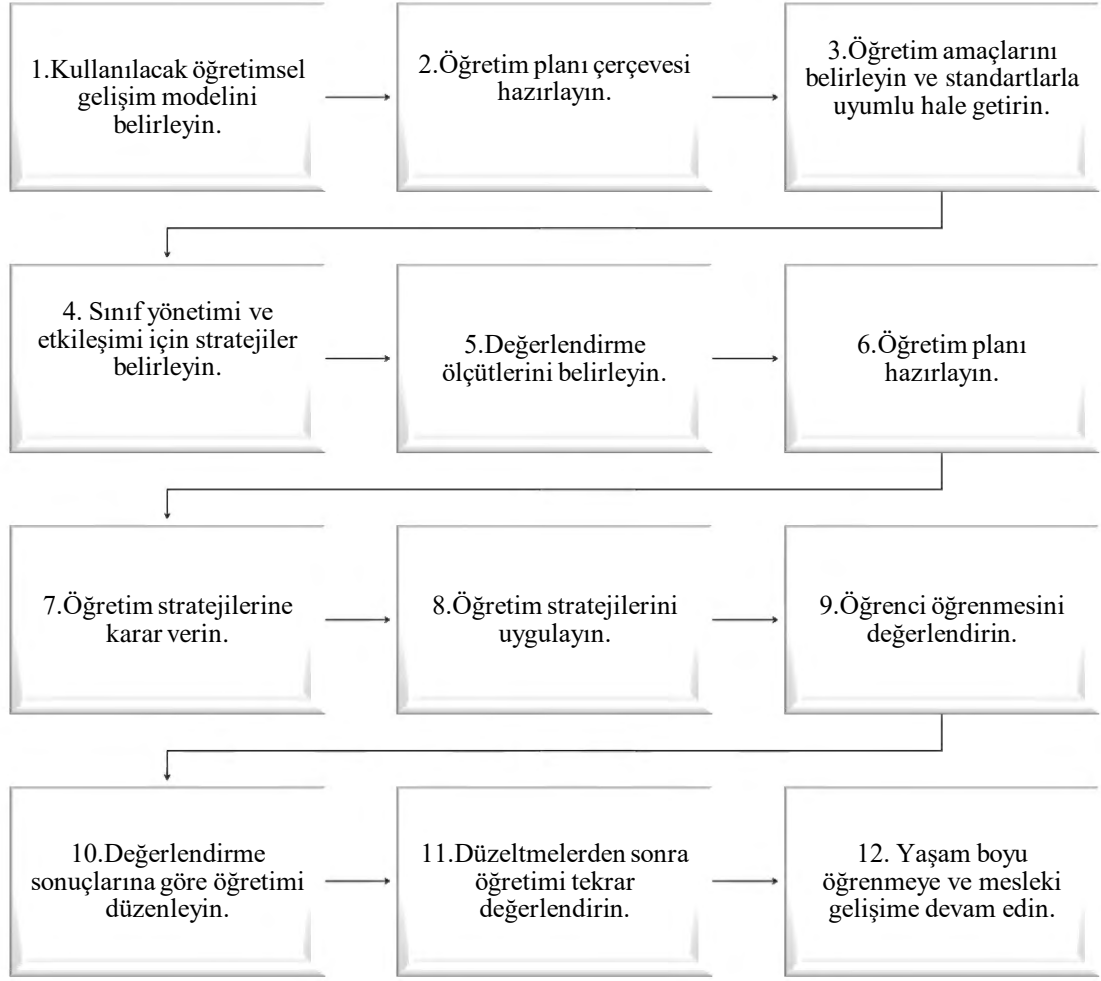 1.Kullanılacak öğretimsel
gelişim modelini
belirleyin.
2.Öğretim planı çerçevesi
hazırlayın.
3.Öğretim amaçlarını
belirleyin ve standartlarla
uyumlu hale getirin.
4. Sınıf yönetimi ve
etkileşimi için stratejiler
belirleyin.
5.Değerlendirme
ölçütlerini belirleyin.
6.Öğretim planı
hazırlayın.
7.Öğretim stratejilerine
karar verin.
8.Öğretim stratejilerini
uygulayın.
9.Öğrenci öğrenmesini
değerlendirin.
10.Değerlendirme
sonuçlarına göre öğretimi
düzenleyin.
11.Düzeltmelerden sonra
öğretimi tekrar
değerlendirin.
12. Yaşam boyu
öğrenmeye ve mesleki
gelişime devam edin.